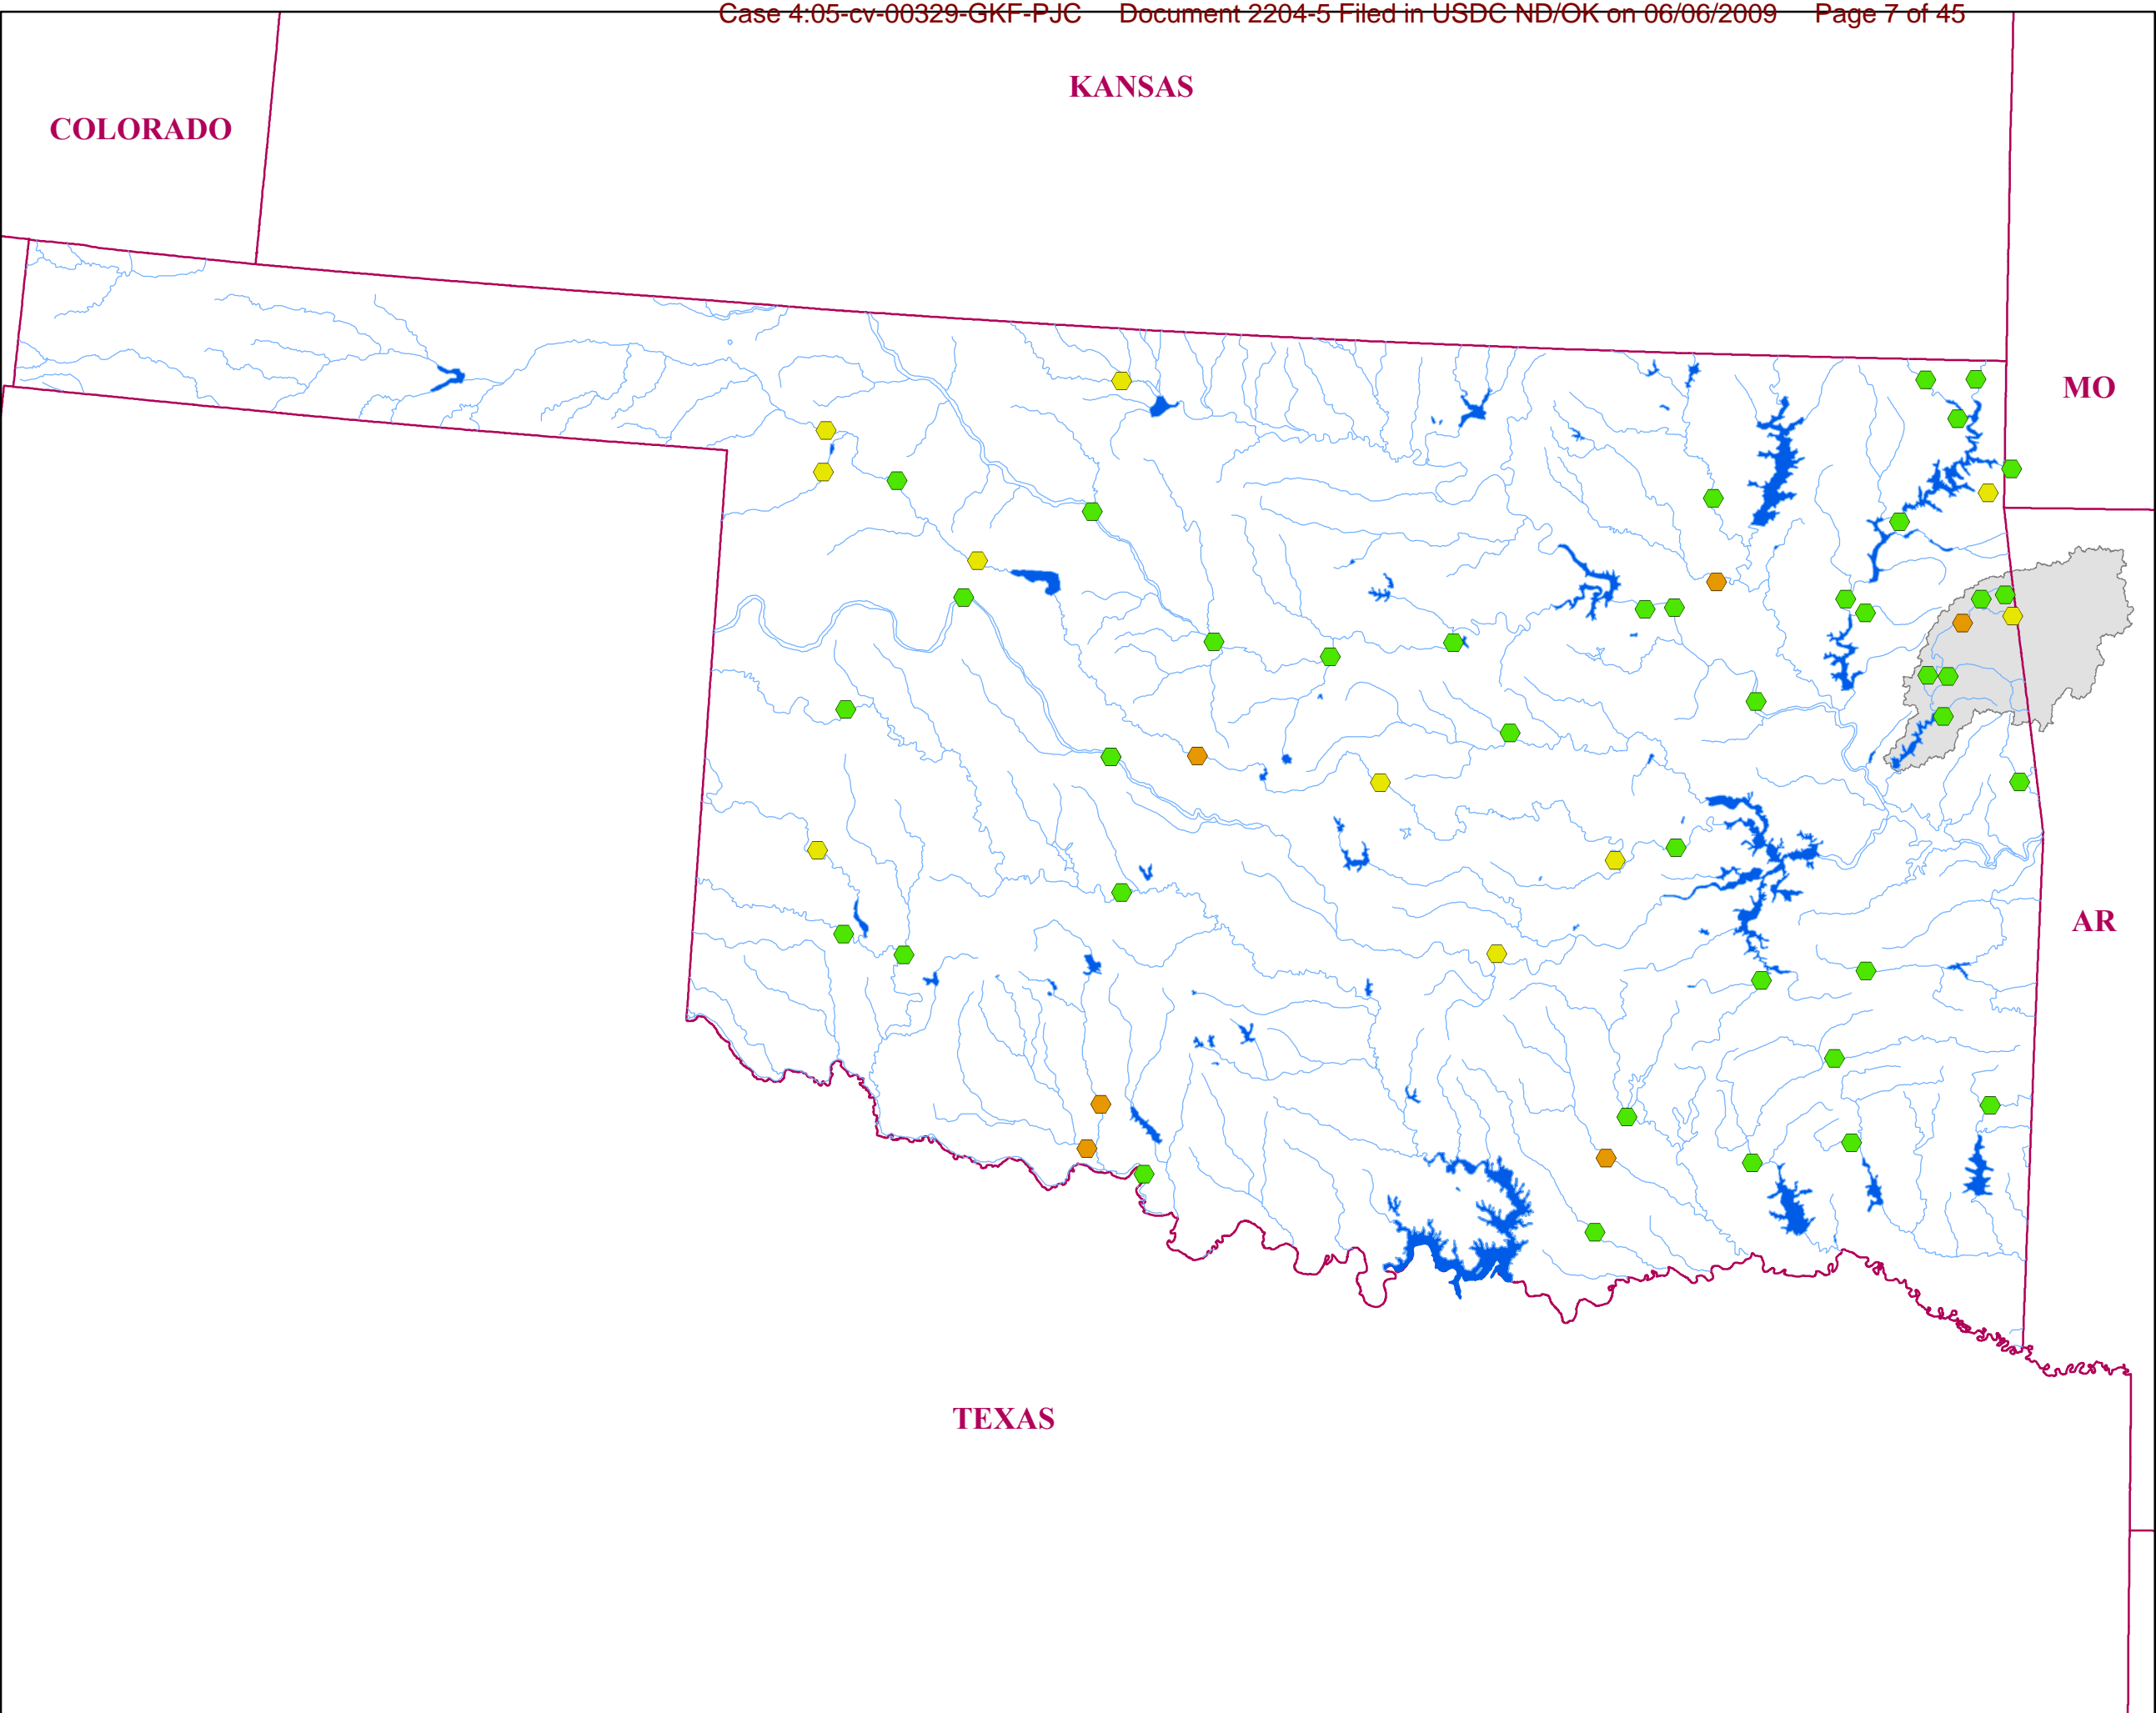 Case 4:05-cv-00329-GKF-PJC Document 2204-5 Filed in USDC ND/OK on 06/06/2009 Page 7 of 45
KANSAS
COLORADO
MO
AR
TEXAS